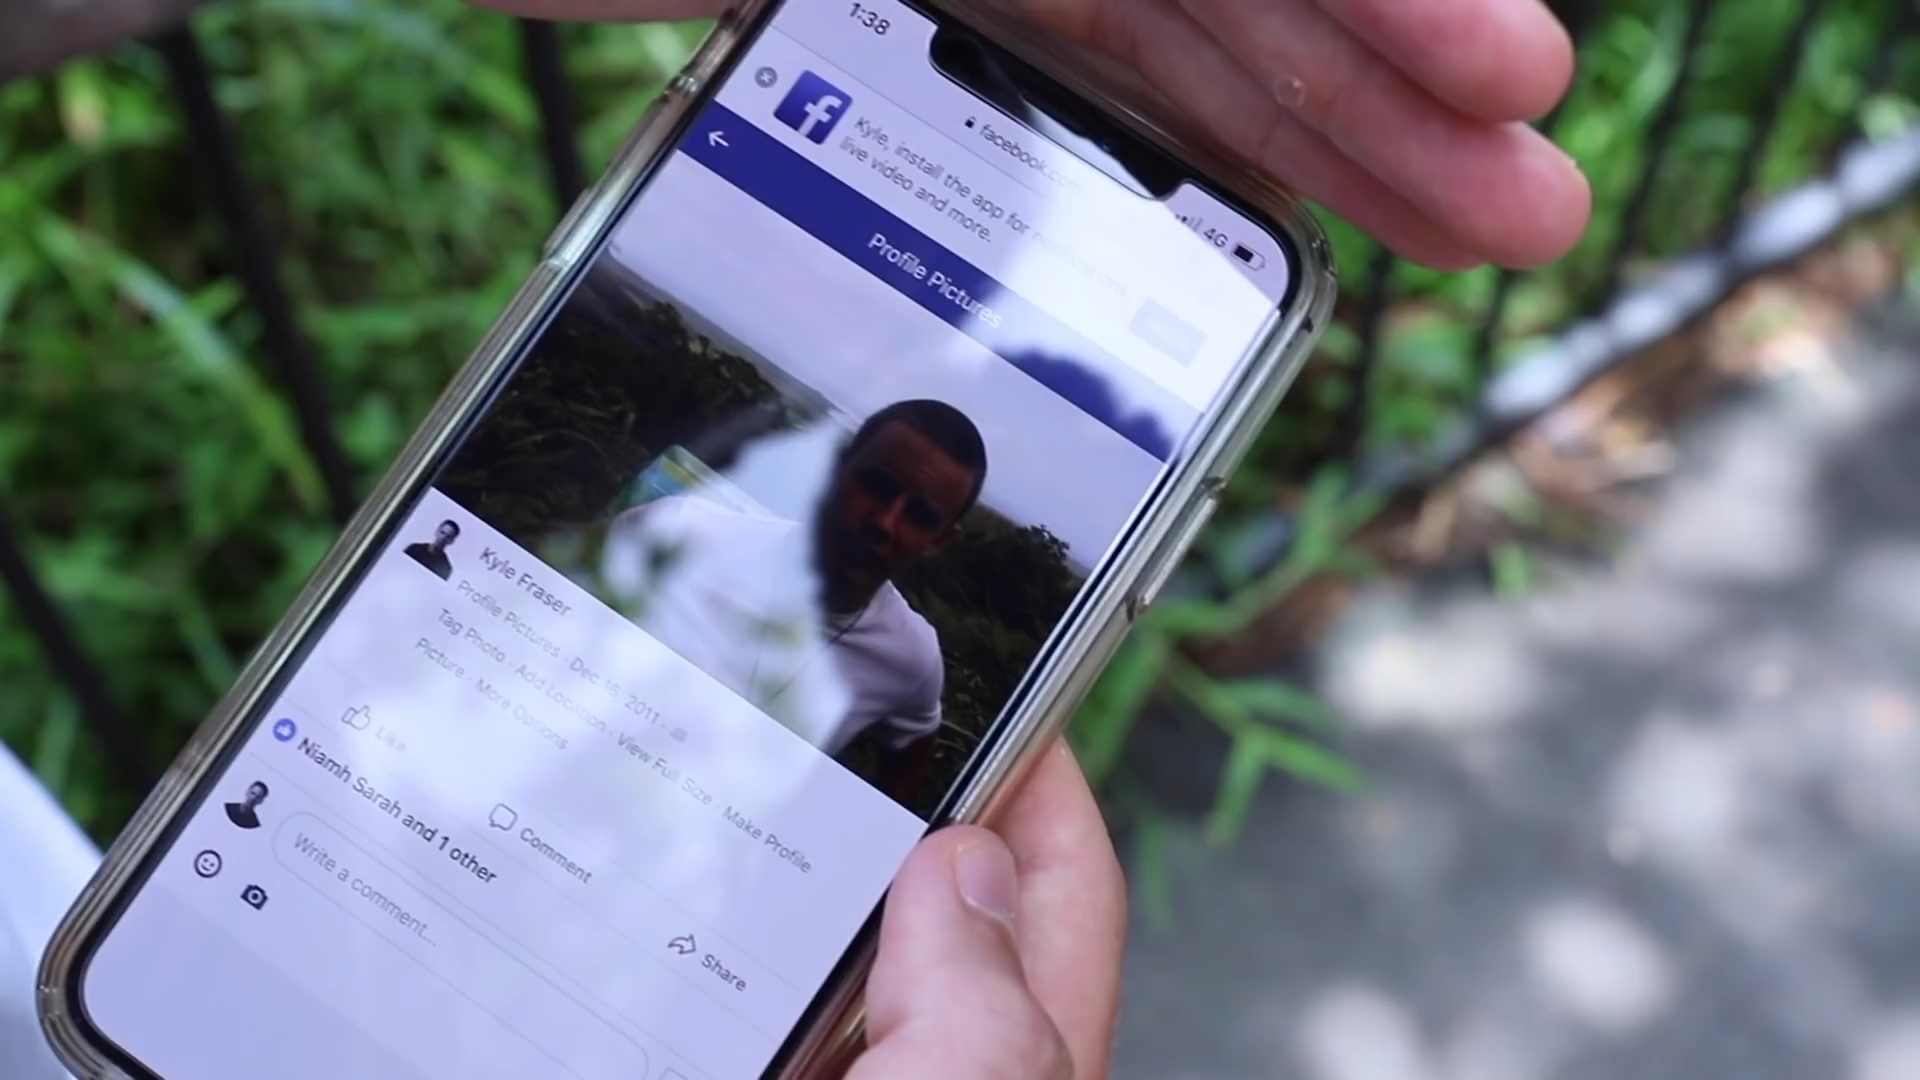 1:38
4G
facebook.com
f
Kyle, install the app for notifications,
live video and more.
Profile Pictures
Kyle Fraser
Profile Pictures · Dec 16, 2011 ·
Tag Photo · Add Location · View Full Size · Make Profile
Picture · More Options
Like
Comment
Share
Niamh Sarah and 1 other
Write a comment...